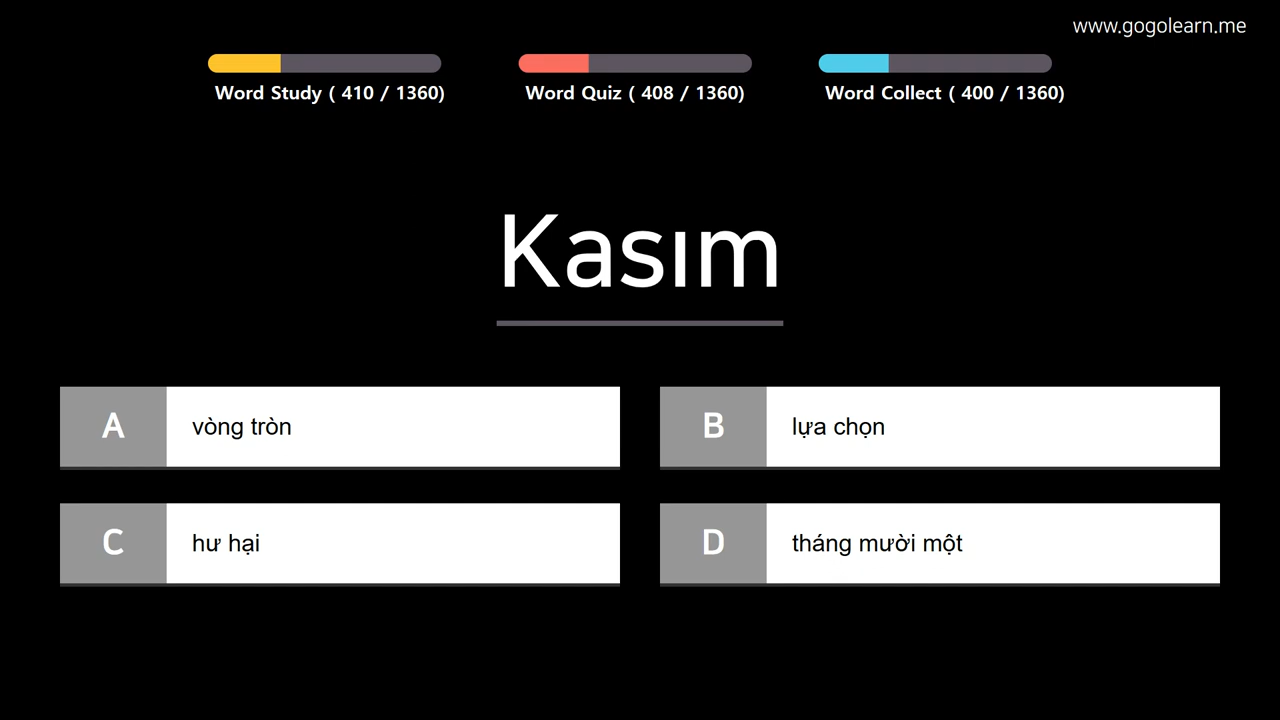 www.gogolearn.me
Word Study ( 410 / 1360)
Word Quiz ( 408 / 1360)
Word Collect ( 400 / 1360)
Kasım
A vòng tròn
B lựa chọn
C hư hại
D tháng mười một